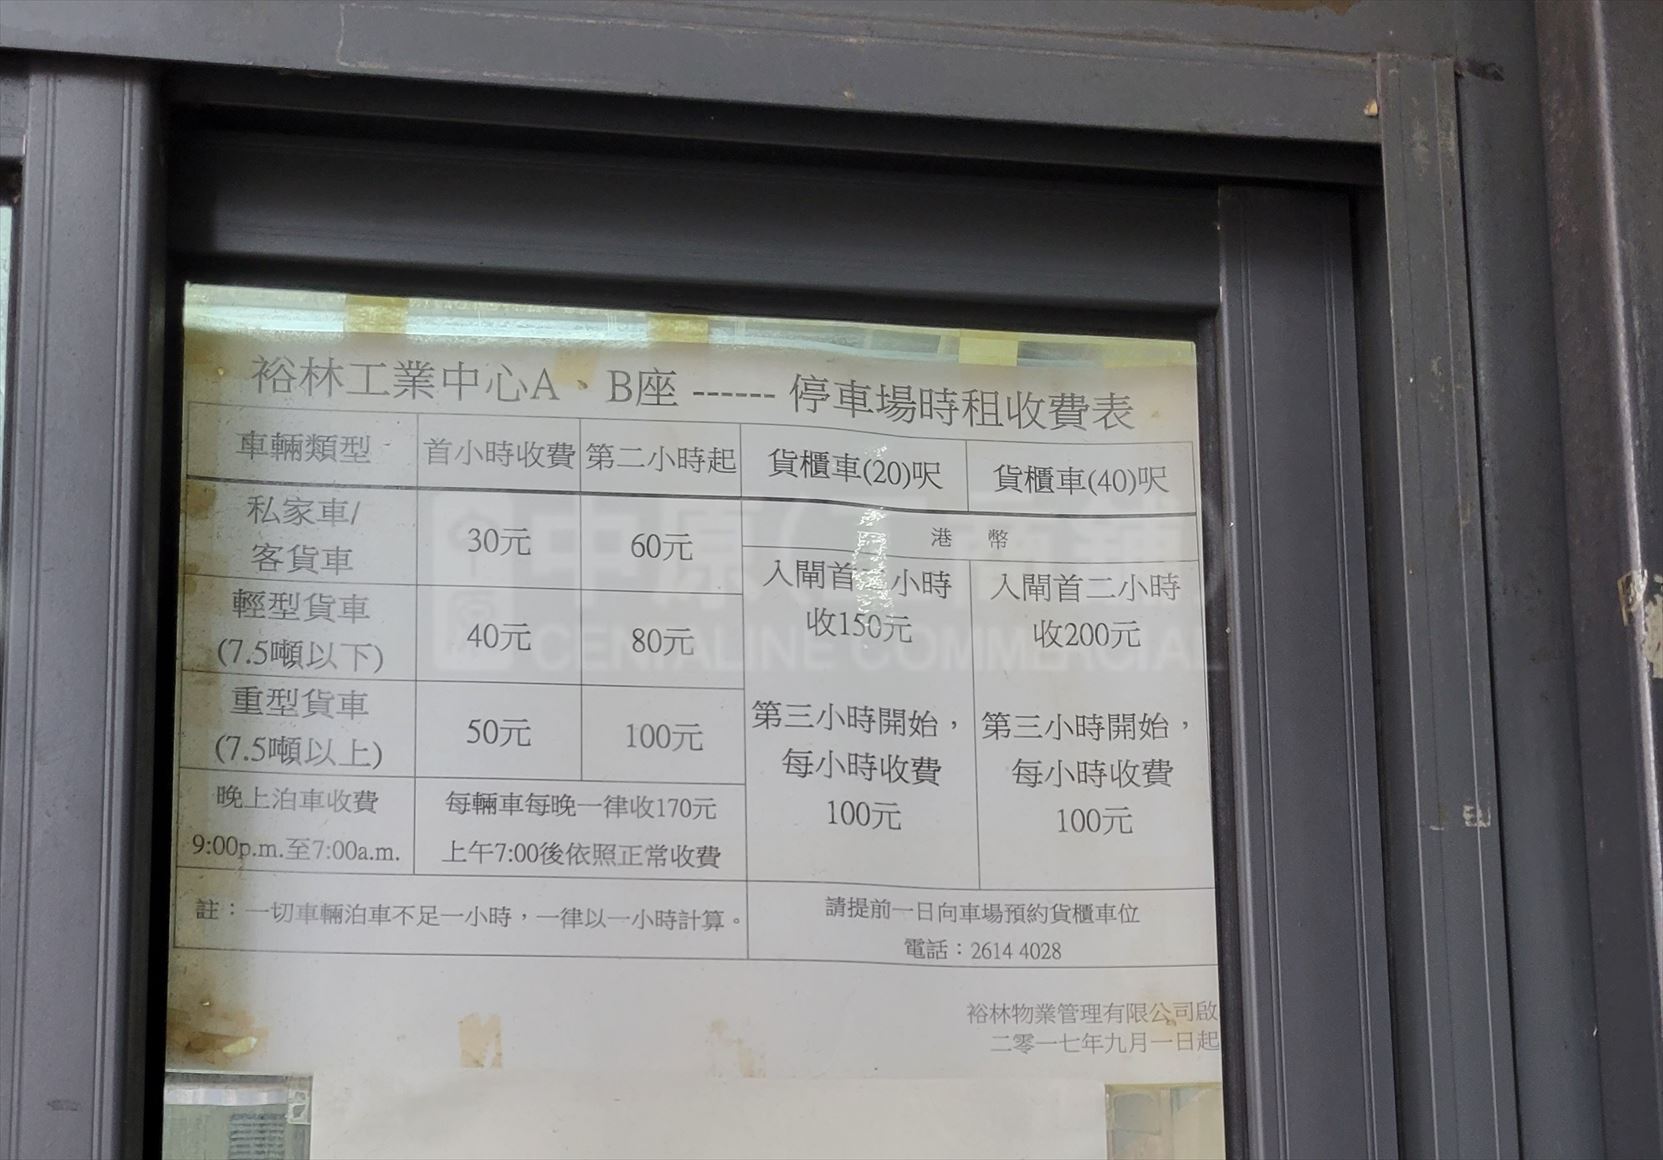 裕林工業中心A、B座 ------ 停車場時租收費表
車輛類型 首小時收費 第二小時起 貨櫃車(20)呎 貨櫃車(40)呎
港 幣
私家車/
客貨車 30元 60元
輕型貨車
(7.5噸以下) 40元 80元
重型貨車
(7.5噸以上) 50元 100元
入閘首二小時
收150元
第三小時開始，
每小時收費
100元
入閘首二小時
收200元
第三小時開始，
每小時收費
100元
晚上泊車收費
9:00p.m.至7:00a.m.
每輛車每晚一律收170元
上午7:00後依照正常收費
註：一切車輛泊車不足一小時，一律以一小時計算。
請提前一日向車場預約貨櫃車位
電話：2614 4028
裕林物業管理有限公司啟
二零一七年九月一日起
CENTALINE COMMERCIAL